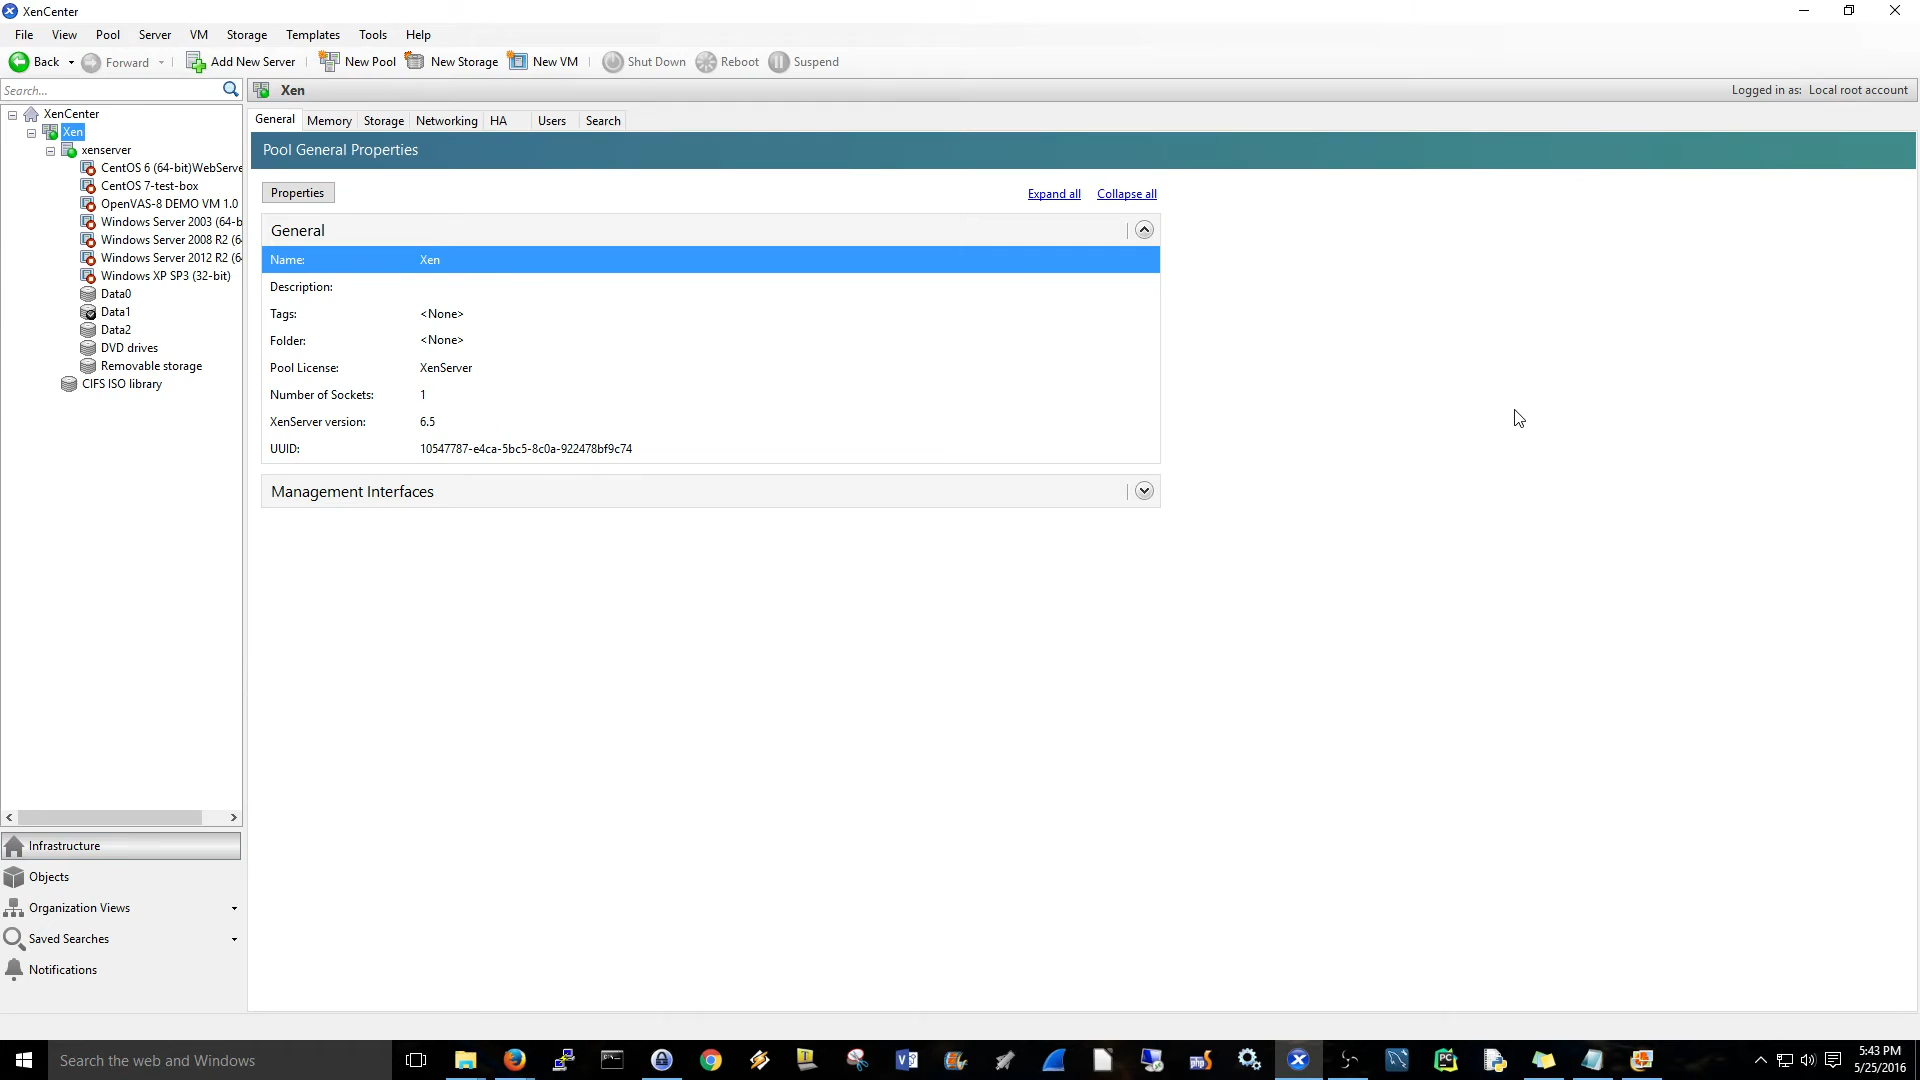 XenCenter
File View Pool Server VM Storage Templates Tools Help
Back Forward Add New Server New Pool New Storage New VM Shut Down Reboot Suspend
Search...
Xen
Logged in as: Local root account
XenCenter
Xen
xenserver
CentOS 6 (64-bit)WebServe
CentOS 7-test-box
OpenVAS-8 DEMO VM 1.0
Windows Server 2003 (64-b
Windows Server 2008 R2 (6
Windows Server 2012 R2 (6
Windows XP SP3 (32-bit)
Data0
Data1
Data2
DVD drives
Removable storage
CIFS ISO library
General Memory Storage Networking HA Users Search
Pool General Properties
Properties
Expand all Collapse all
General
Name: Xen
Description:
Tags: <None>
Folder: <None>
Pool License: XenServer
Number of Sockets: 1
XenServer version: 6.5
UUID: 10547787-e4ca-5bc5-8c0a-922478bf9c74
Management Interfaces
Infrastructure
Objects
Organization Views
Saved Searches
Notifications
Search the web and Windows
5:43 PM
5/25/2016